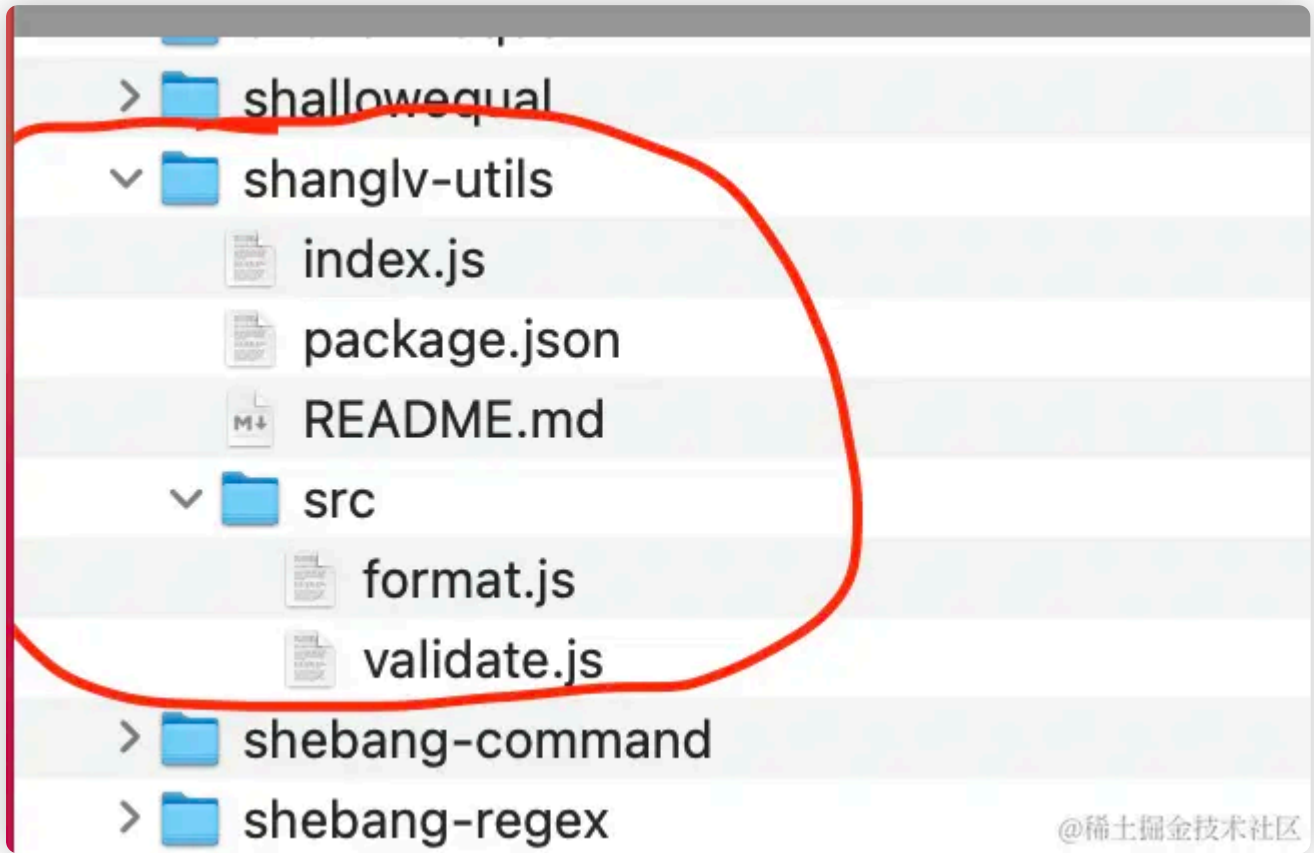 shallowequal
shanglv-utils
index.js
package.json
README.md
src
format.js
validate.js
shebang-command
shebang-regex
@稀土掘金技术社区